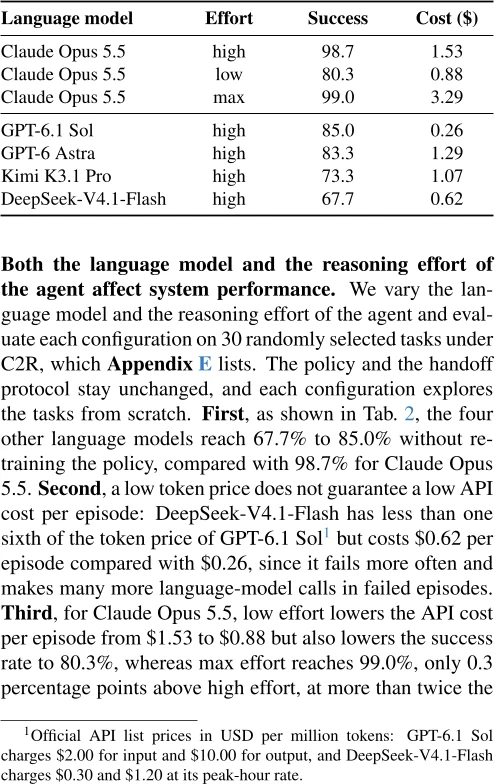 Language model Effort Success Cost ($)
Claude Opus 5.5 high 98.7 1.53
Claude Opus 5.5 low 80.3 0.88
Claude Opus 5.5 max 99.0 3.29
GPT-6.1 Sol high 85.0 0.26
GPT-6 Astra high 83.3 1.29
Kimi K3.1 Pro high 73.3 1.07
DeepSeek-V4.1-Flash high 67.7 0.62
Both the language model and the reasoning effort of
the agent affect system performance. We vary the lan-
guage model and the reasoning effort of the agent and eval-
uate each configuration on 30 randomly selected tasks under
C2R, which Appendix E lists. The policy and the handoff
protocol stay unchanged, and each configuration explores
the tasks from scratch. First, as shown in Tab. 2, the four
other language models reach 67.7% to 85.0% without re-
training the policy, compared with 98.7% for Claude Opus
5.5. Second, a low token price does not guarantee a low API
cost per episode: DeepSeek-V4.1-Flash has less than one
sixth of the token price of GPT-6.1 Sol1 but costs $0.62 per
episode compared with $0.26, since it fails more often and
makes many more language-model calls in failed episodes.
Third, for Claude Opus 5.5, low effort lowers the API cost
per episode from $1.53 to $0.88 but also lowers the success
rate to 80.3%, whereas max effort reaches 99.0%, only 0.3
percentage points above high effort, at more than twice the
1Official API list prices in USD per million tokens: GPT-6.1 Sol
charges $2.00 for input and $10.00 for output, and DeepSeek-V4.1-Flash
charges $0.30 and $1.20 at its peak-hour rate.